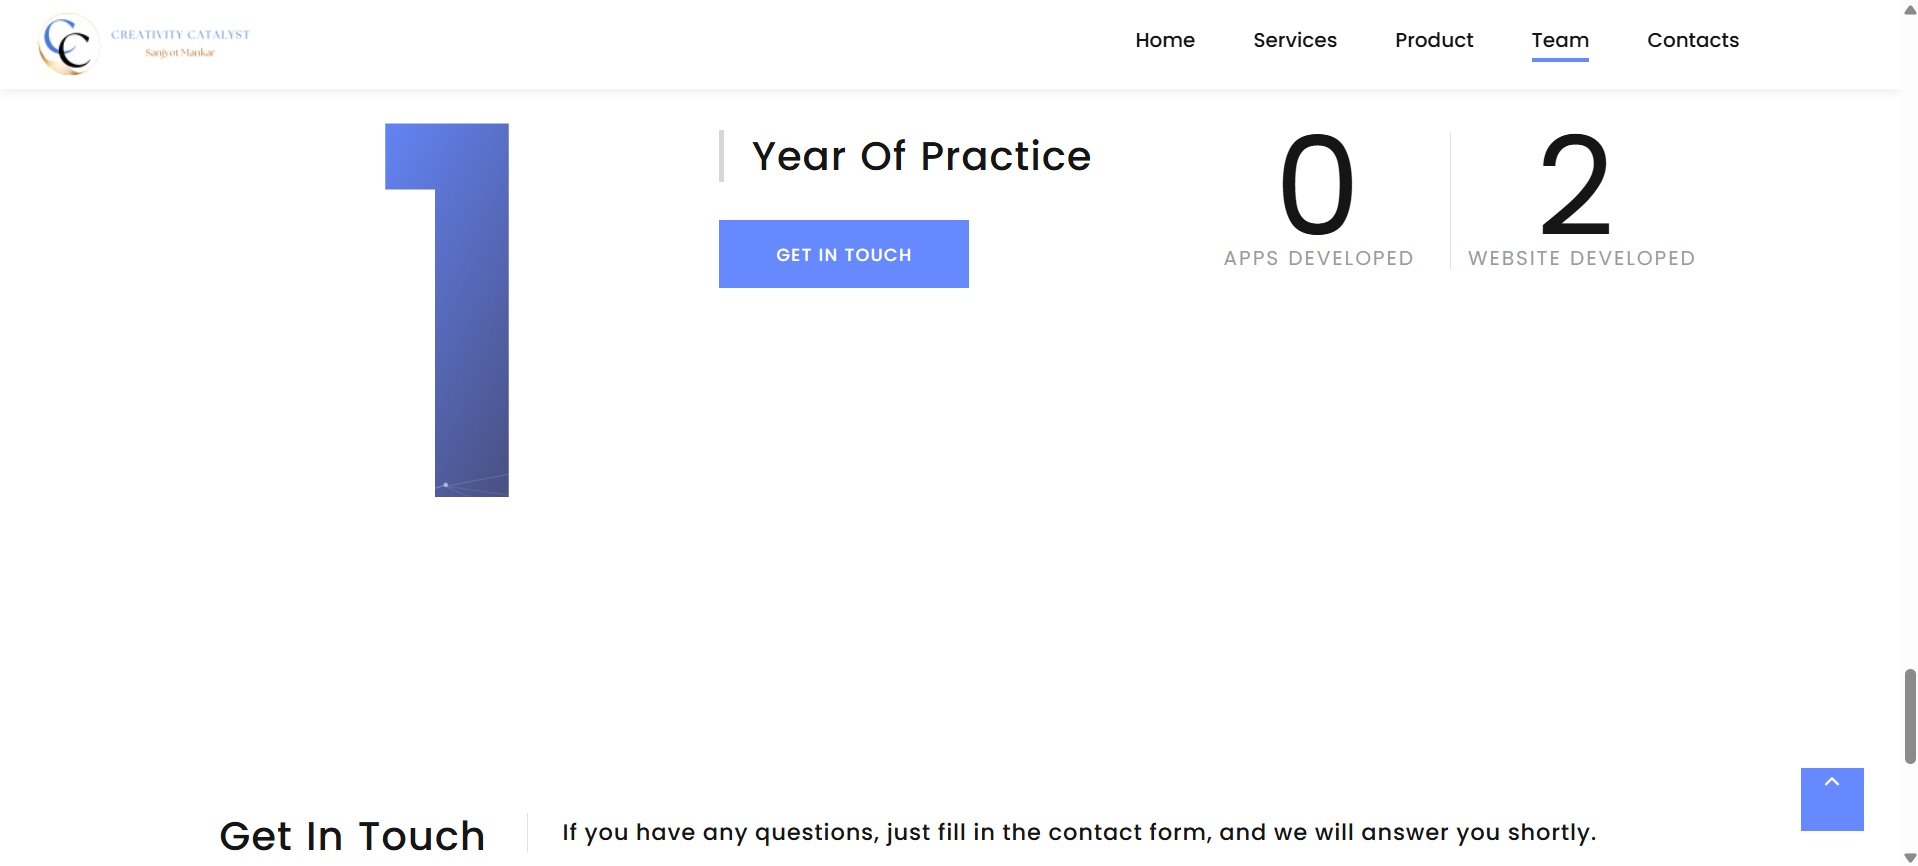 CREATIVITY CATALYST
Sanjyot Mankar
Home Services Product Team Contacts
1
Year Of Practice
GET IN TOUCH
0
APPS DEVELOPED
2
WEBSITE DEVELOPED
Get In Touch
If you have any questions, just fill in the contact form, and we will answer you shortly.